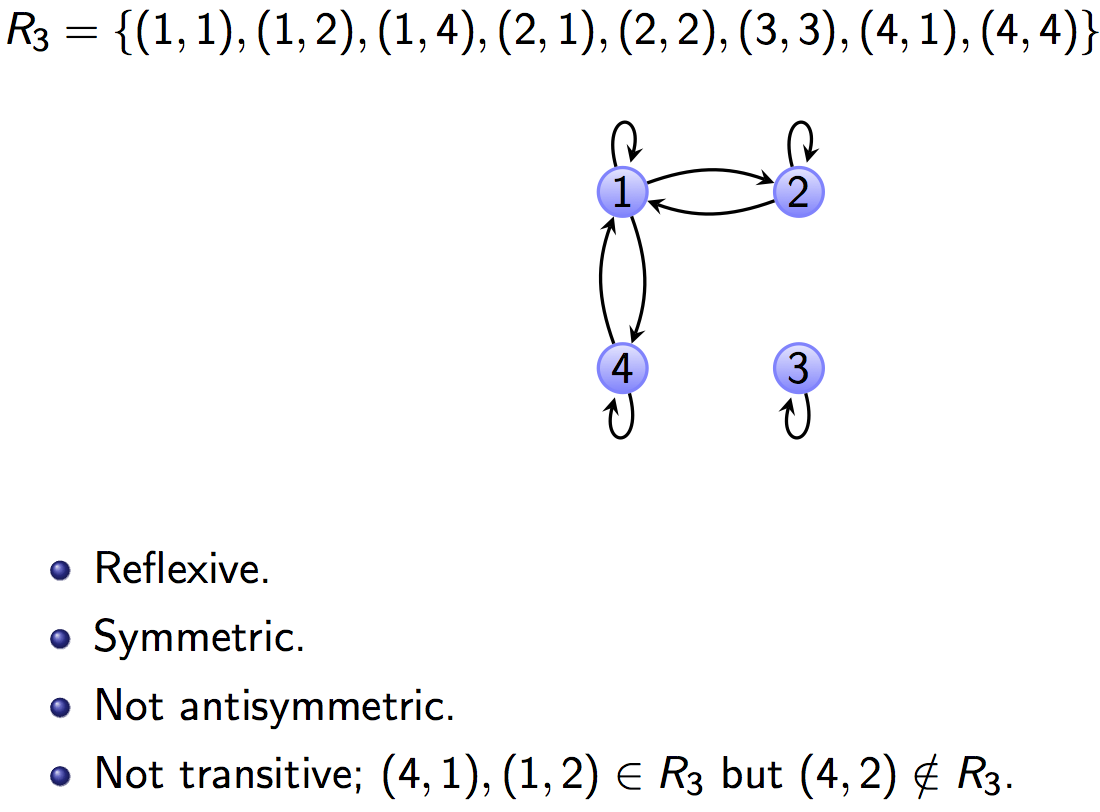 R₃ = {(1, 1), (1, 2), (1, 4), (2, 1), (2, 2), (3, 3), (4, 1), (4, 4)}
1 2
4 3
Reflexive.
Symmetric.
Not antisymmetric.
Not transitive; (4, 1), (1, 2) ∈ R₃ but (4, 2) ∉ R₃.